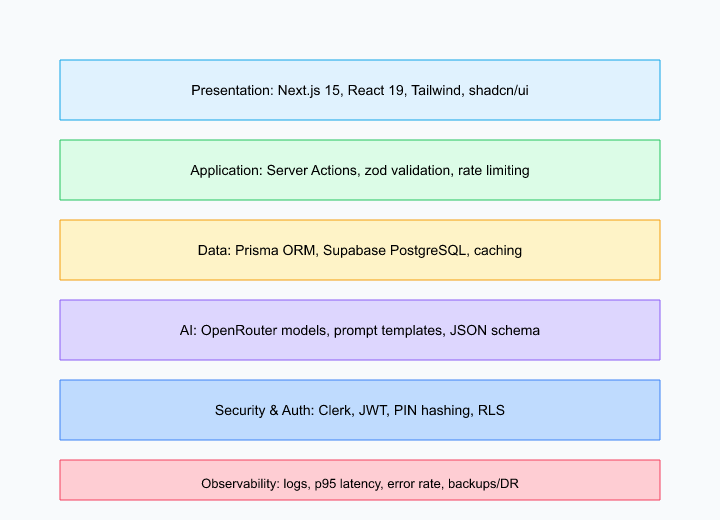 Presentation: Next.js 15, React 19, Tailwind, shadcn/ui
Application: Server Actions, zod validation, rate limiting
Data: Prisma ORM, Supabase PostgreSQL, caching
AI: OpenRouter models, prompt templates, JSON schema
Security & Auth: Clerk, JWT, PIN hashing, RLS
Observability: logs, p95 latency, error rate, backups/DR